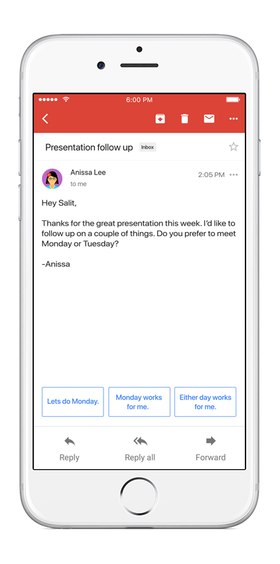 6:00 PM
Presentation follow up Inbox
Anissa Lee 2:05 PM
to me
Hey Salit,
Thanks for the great presentation this week. I'd like to
follow up on a couple of things. Do you prefer to meet
Monday or Tuesday?
-Anissa
Lets do Monday.
Monday works
for me.
Either day works
for me.
Reply Reply all Forward